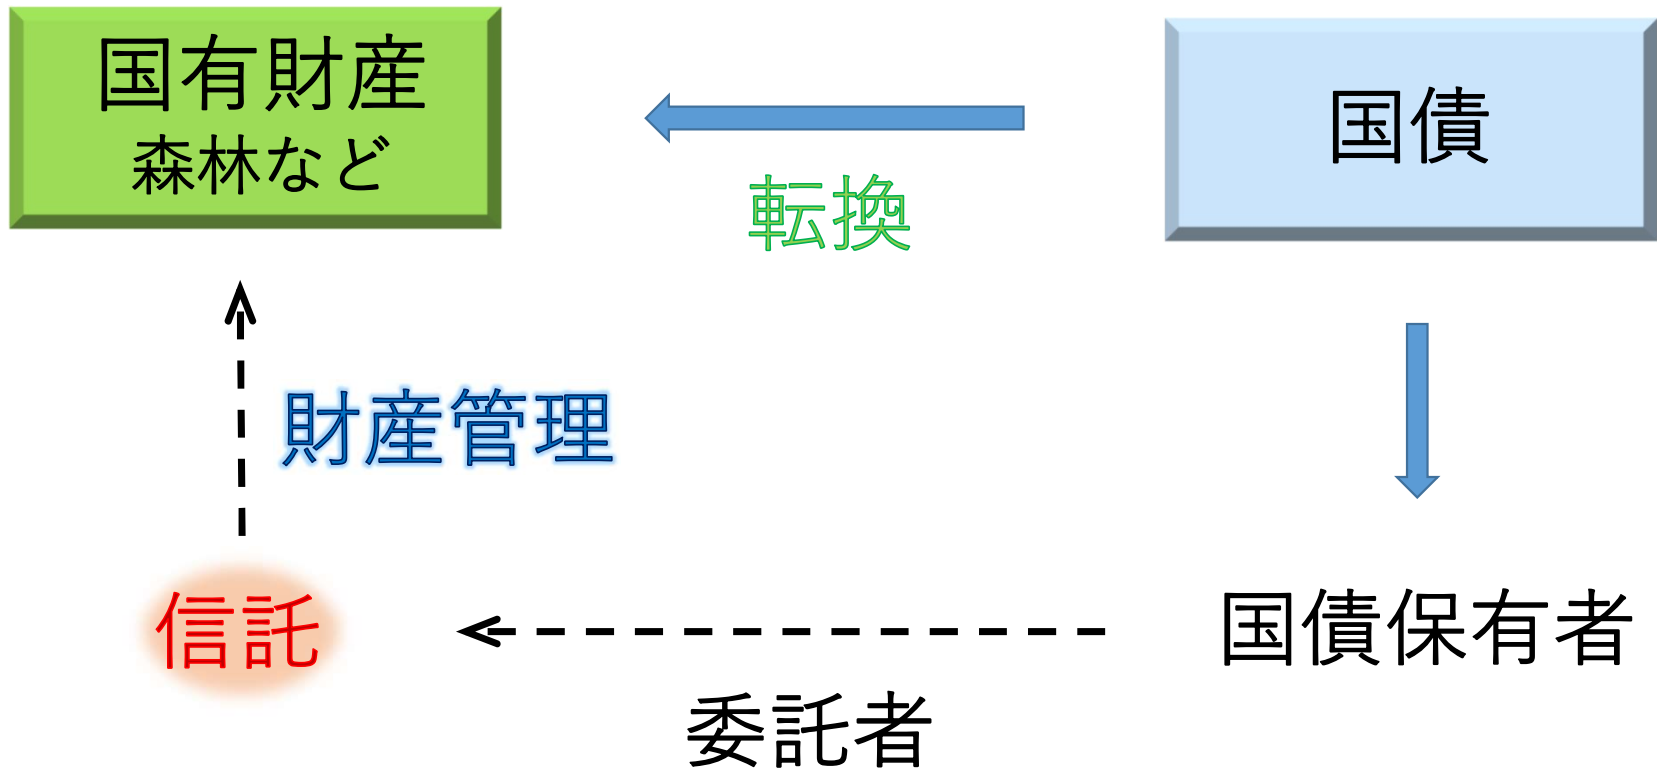 国有財産
森林など
国債
転換
財産管理
信託
国債保有者
委託者